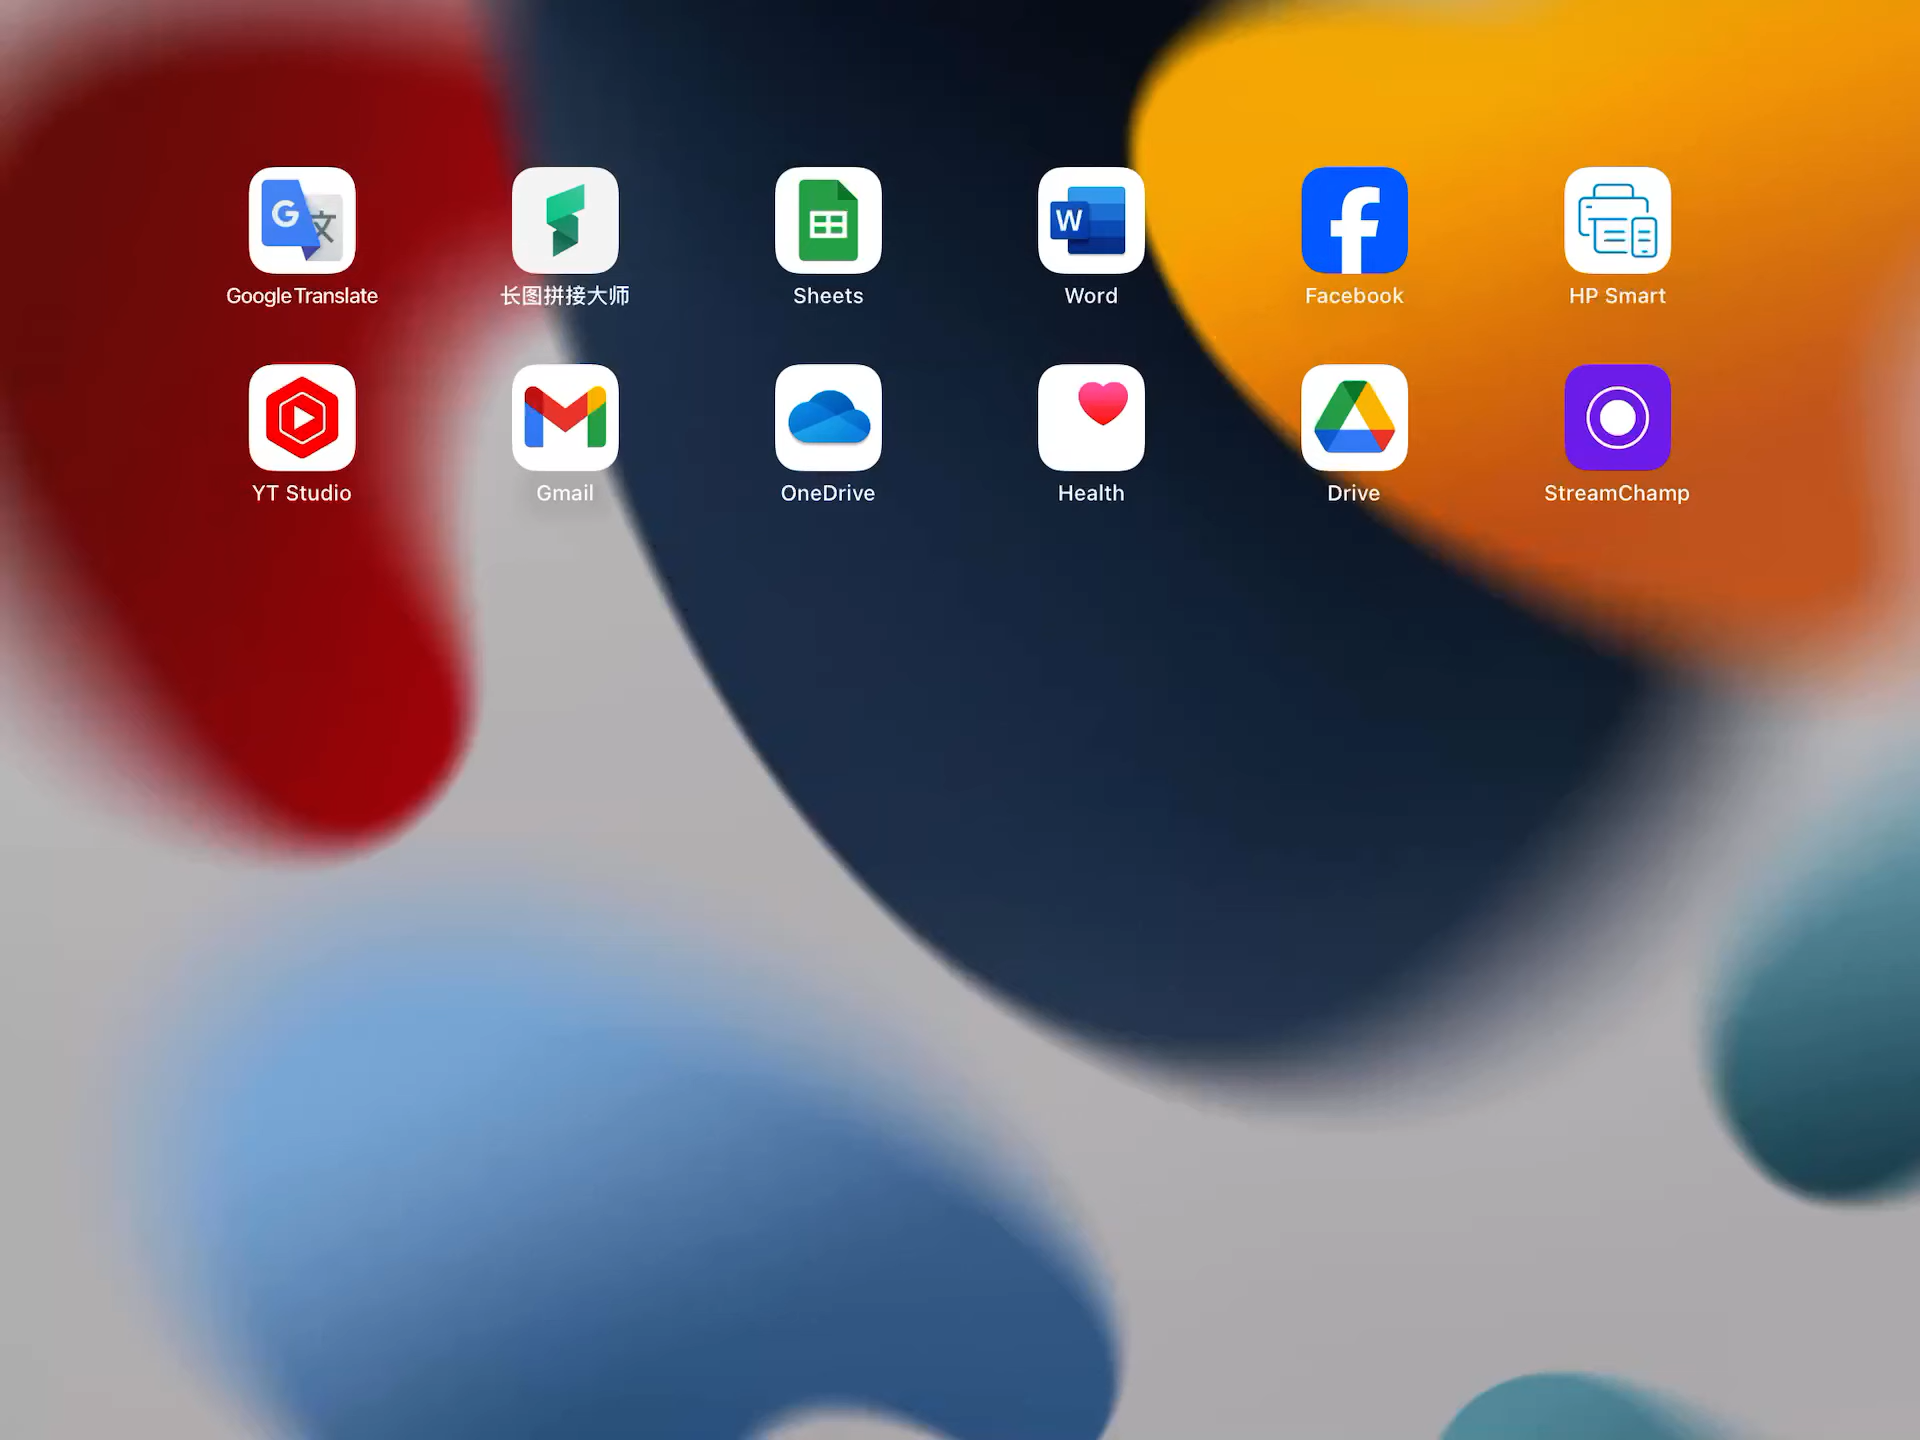 Google Translate
长图拼接大师
Sheets
Word
Facebook
HP Smart
YT Studio
Gmail
OneDrive
Health
Drive
StreamChamp